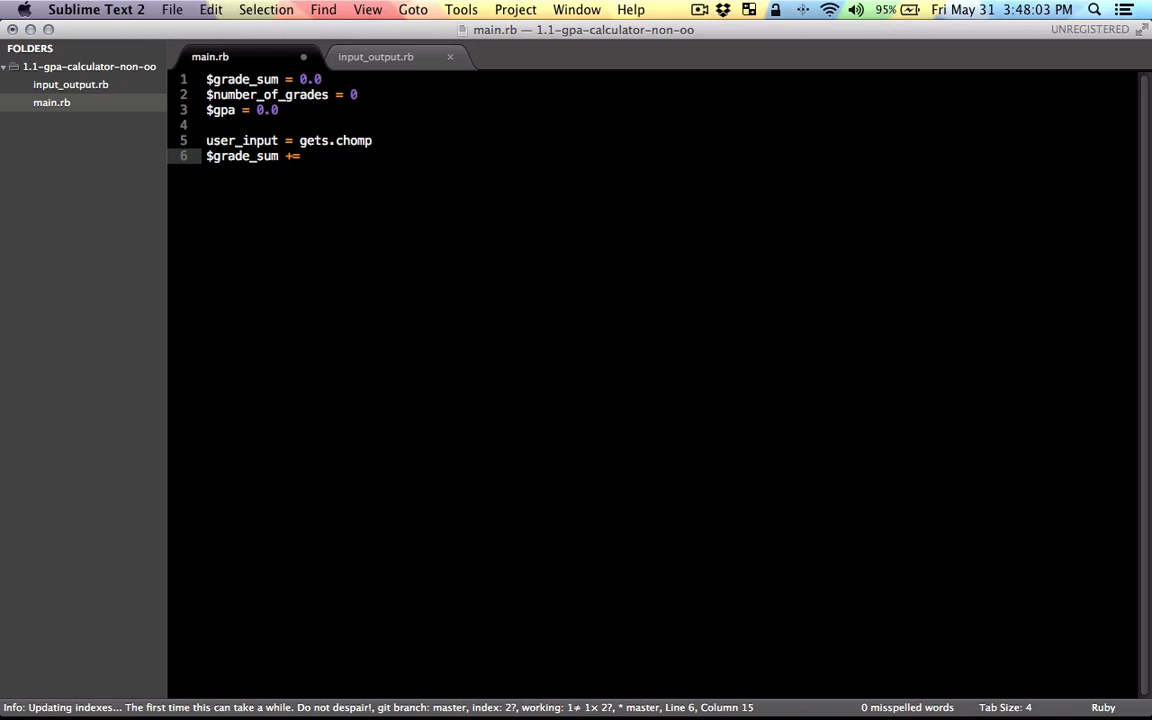 Sublime Text 2 File Edit Selection Find View Goto Tools Project Window Help 95% Fri May 31 3:48:03 PM
main.rb — 1.1-gpa-calculator-non-oo UNREGISTERED
FOLDERS
1.1-gpa-calculator-non-oo
input_output.rb
main.rb
main.rb input_output.rb ×
1 $grade_sum = 0.0
2 $number_of_grades = 0
3 $gpa = 0.0
4
5 user_input = gets.chomp
6 $grade_sum +=
Info: Updating indexes... The first time this can take a while. Do not despair!, git branch: master, index: 2?, working: 1≠ 1× 2?, * master, Line 6, Column 15 0 misspelled words Tab Size: 4 Ruby